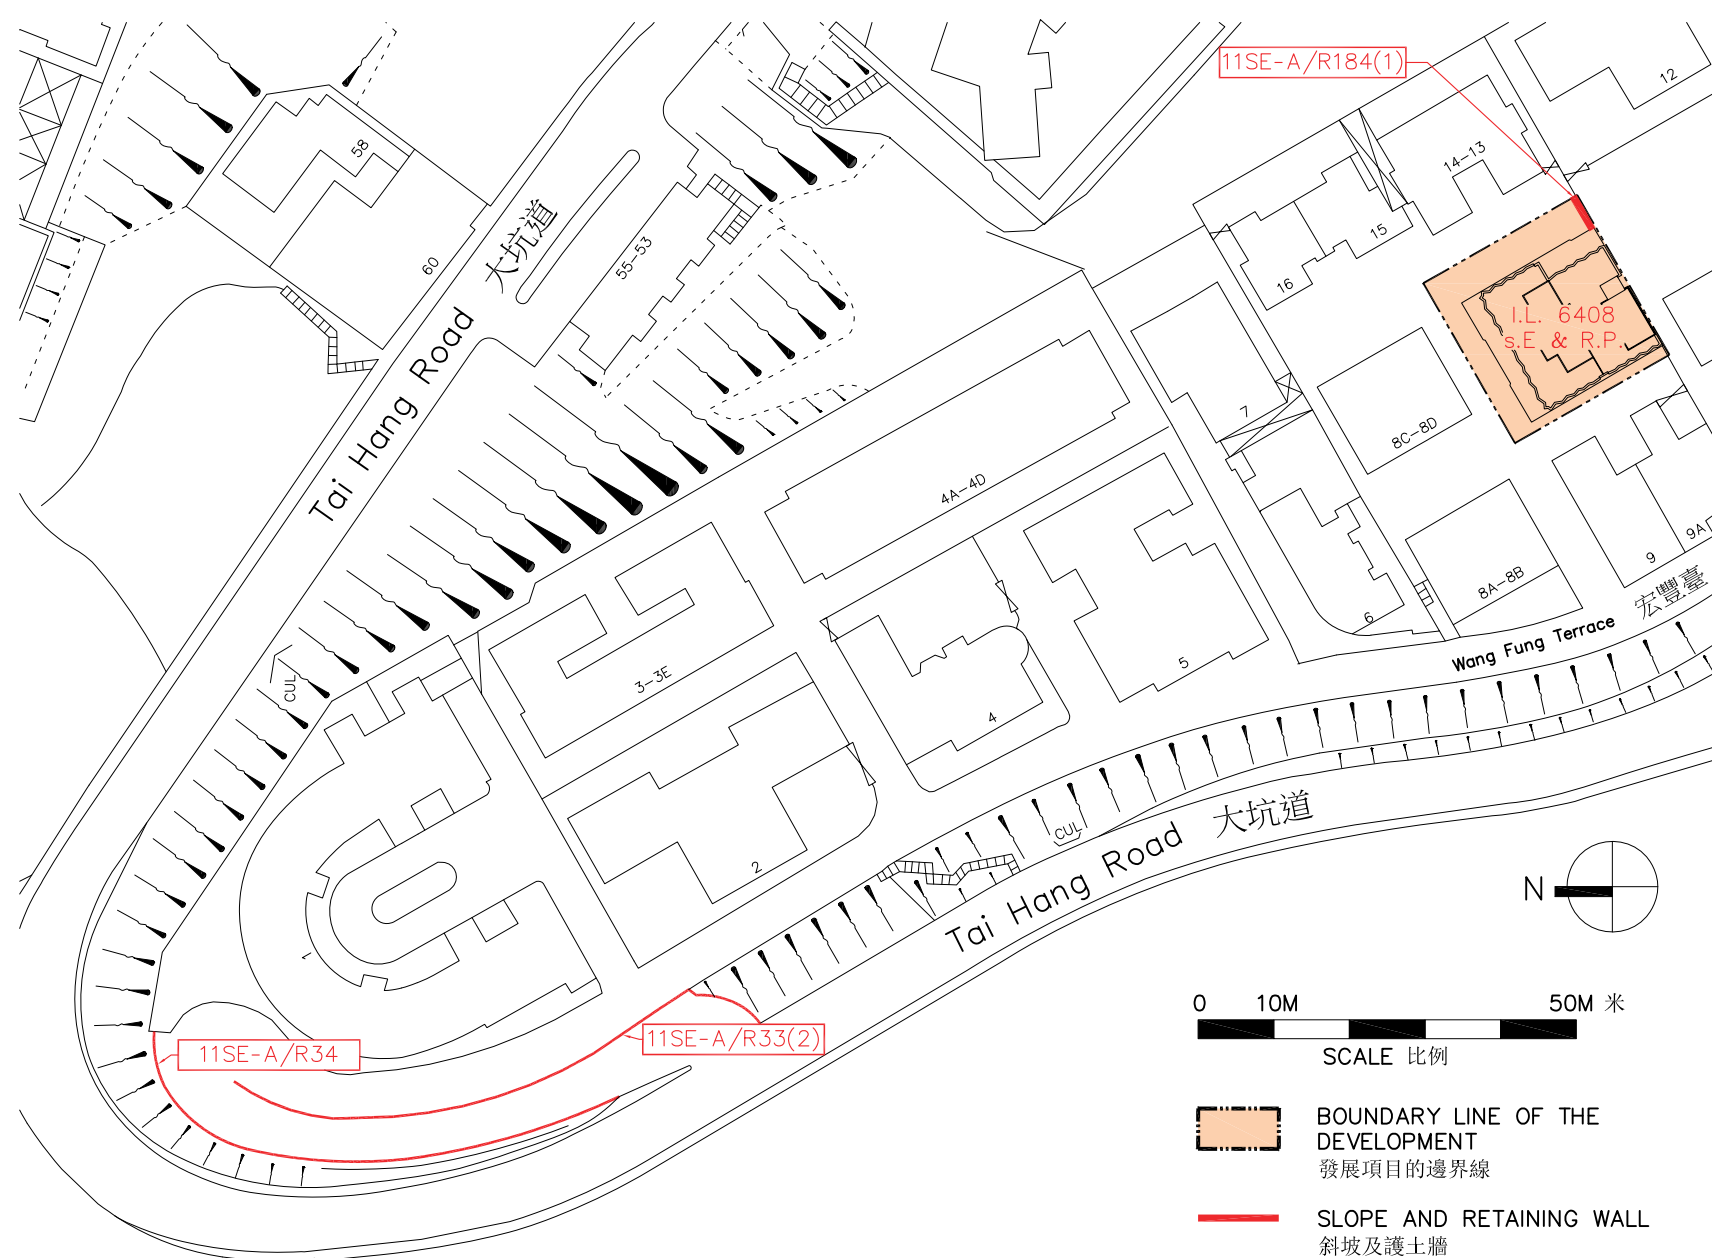 11SE-A/R184(1)
12
58
14-13
60
大坑道
Tai Hang Road
55-53
15
16
I.L. 6408
s.E & R.P.
7
8C-8D
4A-4D
9A
9
8A-8B
宏豐臺
Wang Fung Terrace
6
5
CUL
3-3E
4
CUL
大坑道
Tai Hang Road
2
1
N
11SE-A/R34
11SE-A/R33(2)
0 10M 50M 米
SCALE 比例
BOUNDARY LINE OF THE
DEVELOPMENT
發展項目的邊界線
SLOPE AND RETAINING WALL
斜坡及護土牆